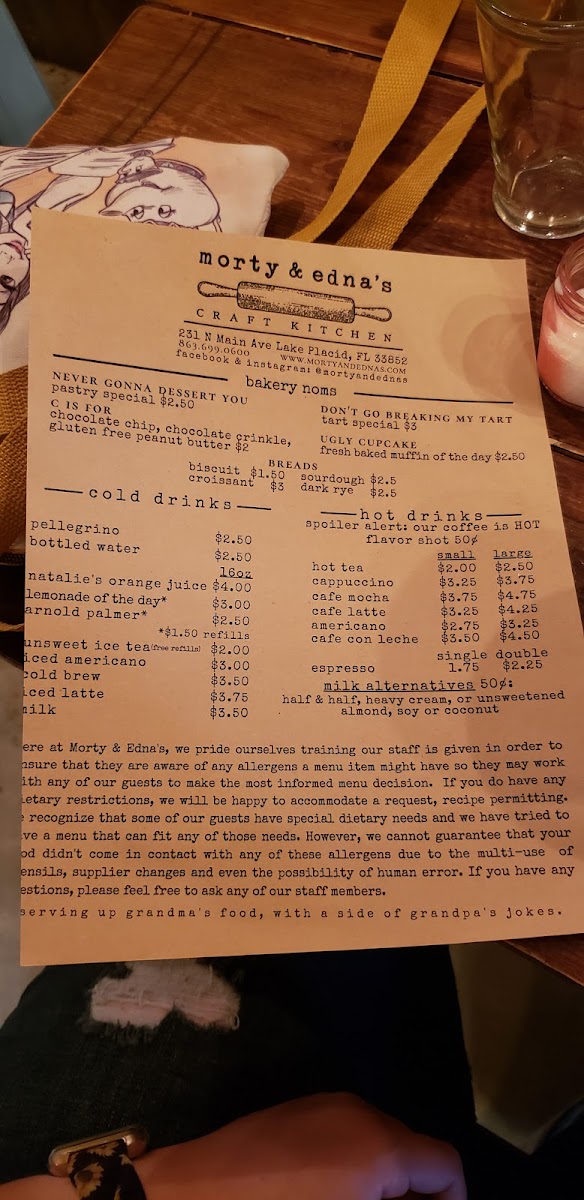 morty & edna's
CRAFT KITCHEN
231 N Main Ave Lake Placid, FL 33852
863.699.0600 WWW.MORTYANDEDNAS.COM
facebook & instagram: @mortyandednas
bakery noms
NEVER GONNA DESSERT YOU
pastry special $2.50
C IS FOR
chocolate chip, chocolate crinkle,
gluten free peanut butter $2
DON'T GO BREAKING MY TART
tart special $3
UGLY CUPCAKE
fresh baked muffin of the day $2.50
BREADS
biscuit $1.50 sourdough $2.5
croissant $3 dark rye $2.5
cold drinks
pellegrino $2.50
bottled water $2.50
16oz
natalie's orange juice $4.00
lemonade of the day* $3.00
arnold palmer* $2.50
*$1.50 refills
unsweet ice tea(free refills) $2.00
iced americano $3.00
cold brew $3.50
iced latte $3.75
milk $3.50
hot drinks
spoiler alert: our coffee is HOT
flavor shot 50¢
small large
hot tea $2.00 $2.50
cappuccino $3.25 $3.75
cafe mocha $3.75 $4.75
cafe latte $3.25 $4.25
americano $2.75 $3.25
cafe con leche $3.50 $4.50
single double
espresso 1.75 $2.25
milk alternatives 50¢:
half & half, heavy cream, or unsweetened
almond, soy or coconut
ere at Morty & Edna's, we pride ourselves training our staff is given in order to
nsure that they are aware of any allergens a menu item might have so they may work
ith any of our guests to make the most informed menu decision. If you do have any
ietary restrictions, we will be happy to accommodate a request, recipe permitting.
e recognize that some of our guests have special dietary needs and we have tried to
ve a menu that can fit any of those needs. However, we cannot guarantee that your
od didn't come in contact with any of these allergens due to the multi-use of
ensils, supplier changes and even the possibility of human error. If you have any
estions, please feel free to ask any of our staff members.
serving up grandma's food, with a side of grandpa's jokes.